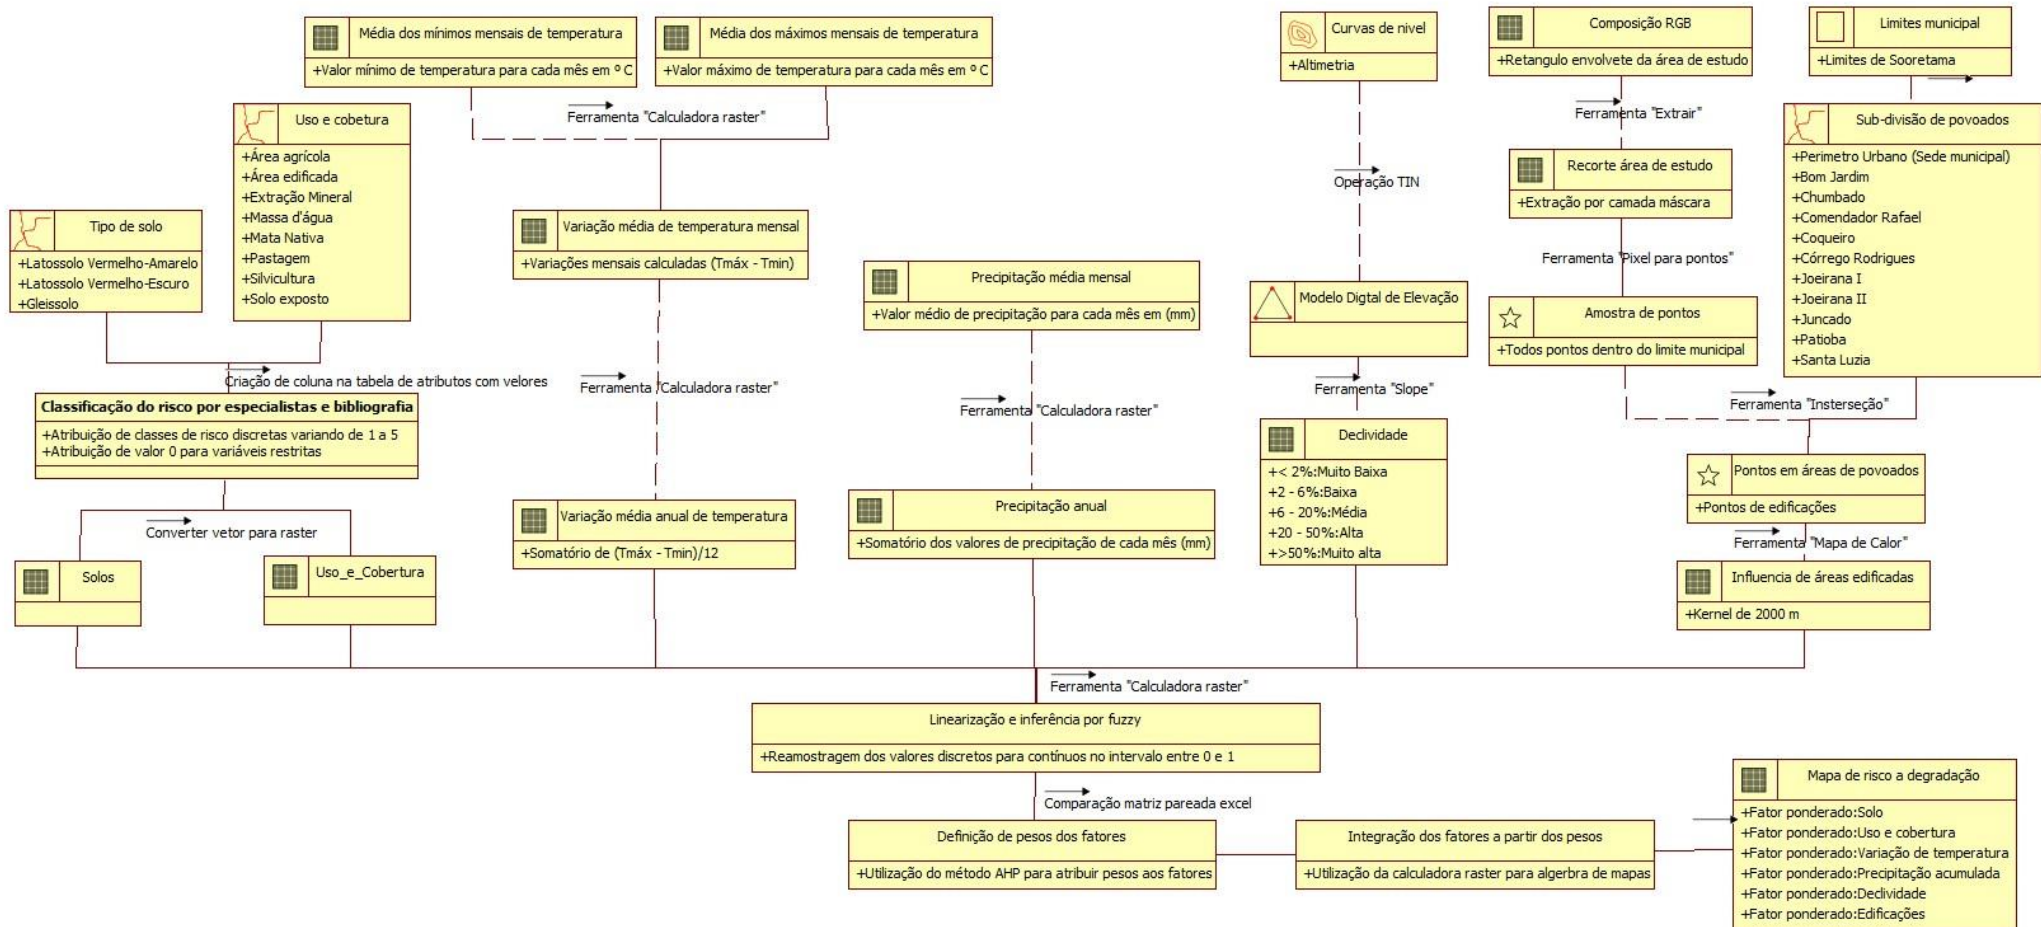 Média dos mínimos mensais de temperatura
+Valor mínimo de temperatura para cada mês em º C
Média dos máximos mensais de temperatura
+Valor máximo de temperatura para cada mês em º C
Ferramenta "Calculadora raster"
Curvas de nivel
+Altimetria
Composição RGB
+Retangulo envolvete da área de estudo
Limites municipal
+Limites de Sooretama
Uso e cobetura
+Área agrícola
+Área edificada
+Extração Mineral
+Massa d'água
+Mata Nativa
+Pastagem
+Silvicultura
+Solo exposto
Tipo de solo
+Latossolo Vermelho-Amarelo
+Latossolo Vermelho-Escuro
+Gleissolo
Criação de coluna na tabela de atributos com velores
Classificação do risco por especialistas e bibliografia
+Atribuição de classes de risco discretas variando de 1 a 5
+Atribuição de valor 0 para variáveis restritas
Converter vetor para raster
Solos
Uso_e_Cobertura
Variação média de temperatura mensal
+Variações mensais calculadas (Tmáx - Tmin)
Ferramenta "Calculadora raster"
Variação média anual de temperatura
+Somatório de (Tmáx - Tmin)/12
Precipitação média mensal
+Valor médio de precipitação para cada mês em (mm)
Ferramenta "Calculadora raster"
Precipitação anual
+Somatório dos valores de precipitação de cada mês (mm)
Operação TIN
Modelo Digtal de Elevação
Ferramenta "Slope"
Declividade
+< 2%:Muito Baixa
+2 - 6%:Baixa
+6 - 20%:Média
+20 - 50%:Alta
+>50%:Muito alta
Ferramenta "Extrair"
Recorte área de estudo
+Extração por camada máscara
Ferramenta "Pixel para pontos"
Amostra de pontos
+Todos pontos dentro do limite municipal
Sub-divisão de povoados
+Perimetro Urbano (Sede municipal)
+Bom Jardim
+Chumbado
+Comendador Rafael
+Coqueiro
+Córrego Rodrigues
+Joeirana I
+Joeirana II
+Juncado
+Patioba
+Santa Luzia
Ferramenta "Insterseção"
Pontos em áreas de povoados
+Pontos de edificações
Ferramenta "Mapa de Calor"
Influencia de áreas edificadas
+Kernel de 2000 m
Ferramenta "Calculadora raster"
Linearização e inferência por fuzzy
+Reamostragem dos valores discretos para contínuos no intervalo entre 0 e 1
Comparação matriz pareada excel
Definição de pesos dos fatores
+Utilização do método AHP para atribuir pesos aos fatores
Integração dos fatores a partir dos pesos
+Utilização da calculadora raster para algebra de mapas
Mapa de risco a degradação
+Fator ponderado:Solo
+Fator ponderado:Uso e cobertura
+Fator ponderado:Variação de temperatura
+Fator ponderado:Precipitação acumulada
+Fator ponderado:Declividade
+Fator ponderado:Edificações